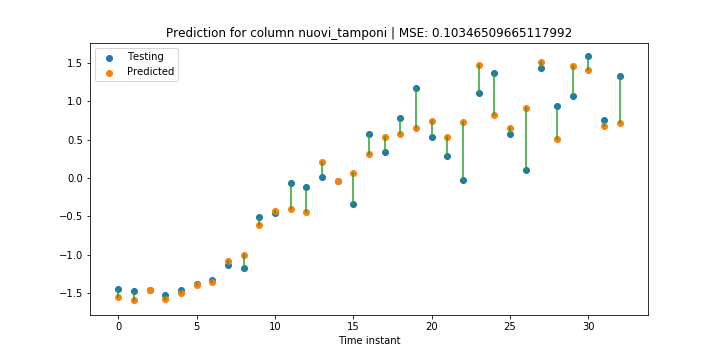 Prediction for column nuovi_tamponi | MSE: 0.10346509665117992
Testing
Predicted
1.5
1.0
0.5
0.0
−0.5
−1.0
−1.5
0 5 10 15 20 25 30
Time instant